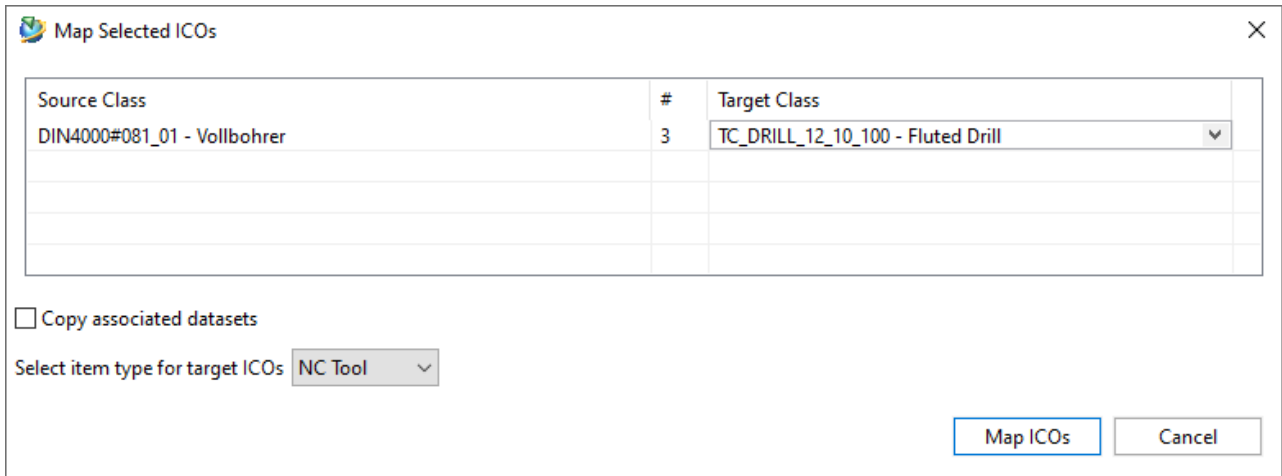 Map Selected ICOs
Source Class # Target Class
DIN4000#081_01 - Vollbohrer 3 TC_DRILL_12_10_100 - Fluted Drill
Copy associated datasets
Select item type for target ICOs NC Tool
Map ICOs Cancel